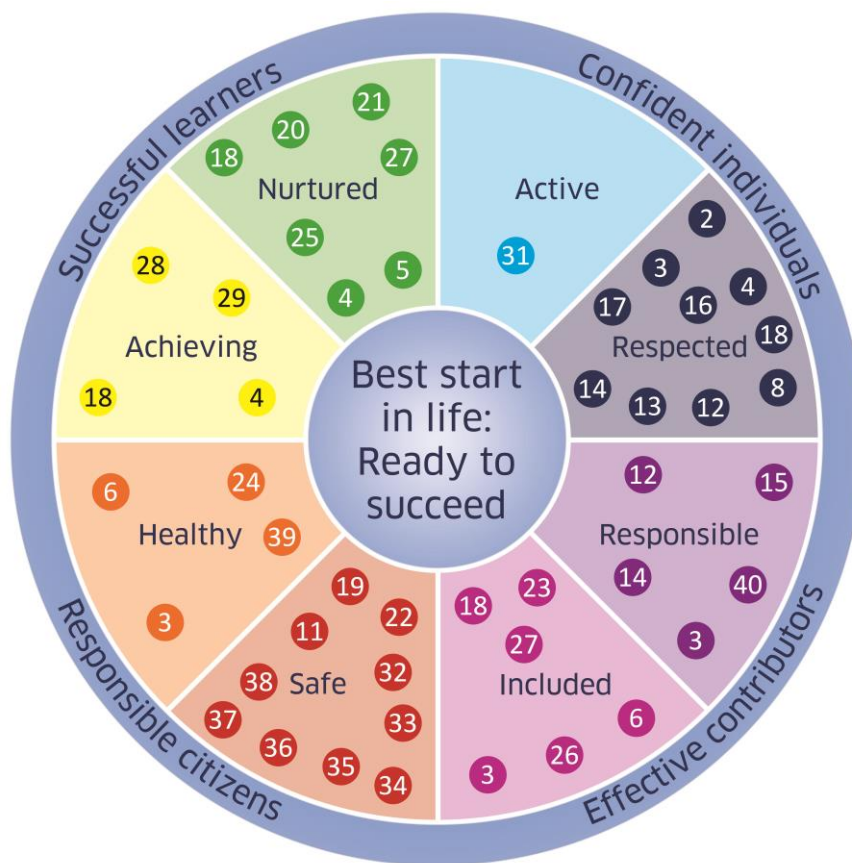 Successful learners
Confident individuals
Effective contributors
Responsible citizens
Best start
in life:
Ready to
succeed
Active
31
2
3
4
17
16
18
Respected
14
13
12
8
12
15
Responsible
14
40
3
23
18
27
Included
6
26
3
19
22
11
32
38
Safe
37
33
36
35
34
6
24
Healthy
39
3
28
29
Achieving
18
4
21
20
18
27
Nurtured
25
5
4